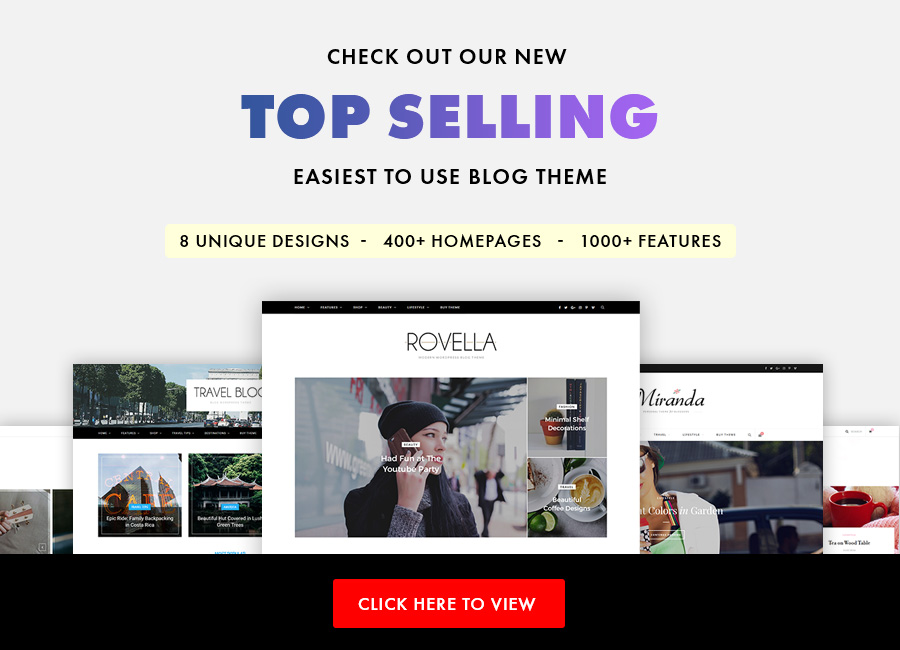 CHECK OUT OUR NEW
TOP SELLING
EASIEST TO USE BLOG THEME
8 UNIQUE DESIGNS - 400+ HOMEPAGES - 1000+ FEATURES
HOME FEATURES SHOP BEAUTY LIFESTYLE BUY THEME
ROVELLA
MODERN WORDPRESS BLOG THEME
BEAUTY
Had Fun at The
Youtube Party
FASHION
Minimal Shelf
Decorations
TRAVEL
Beautiful
Coffee Designs
TRAVEL BLOG
HOME FEATURES SHOP TRAVEL TIPS DESTINATIONS BUY THEME
Epic Ride: Family Backpacking
in Costa Rica
Beautiful Hut Covered in Lush
Green Trees
Miranda
TRAVEL LIFESTYLE BUY THEME
LIFESTYLE
t Colors in Garden
SEARCH
Tea on Wood Table
CLICK HERE TO VIEW